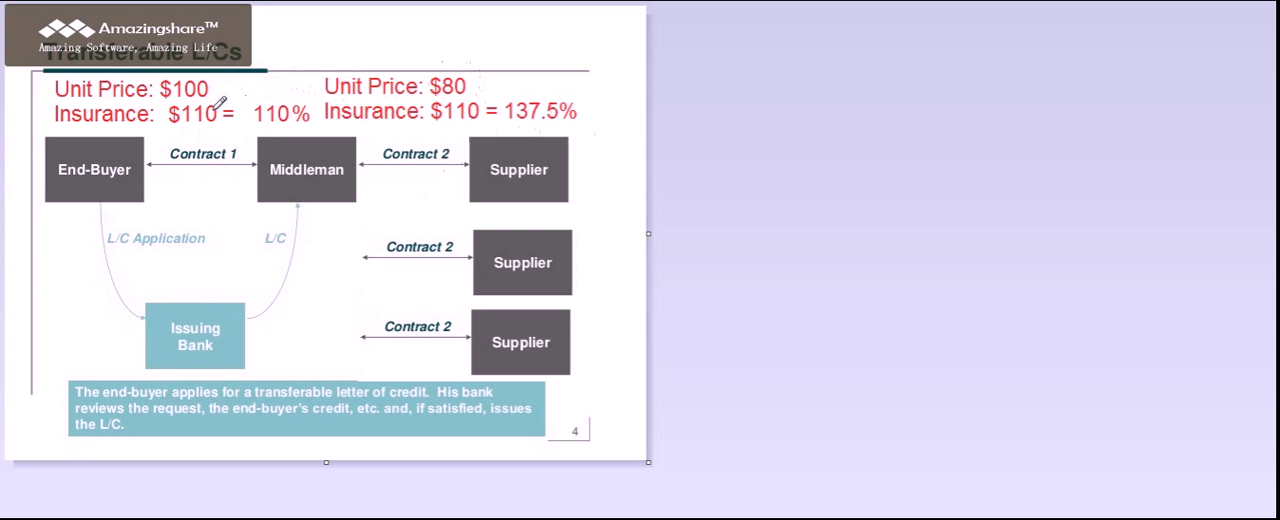 Amazingshare™
Amazing Software, Amazing Life
Transferable L/Cs
Unit Price: $100
Insurance: $110 = 110%
Unit Price: $80
Insurance: $110 = 137.5%
End-Buyer
Contract 1
Middleman
Contract 2
Supplier
L/C Application
L/C
Contract 2
Supplier
Issuing
Bank
Contract 2
Supplier
The end-buyer applies for a transferable letter of credit. His bank
reviews the request, the end-buyer's credit, etc. and, if satisfied, issues
the L/C.
4